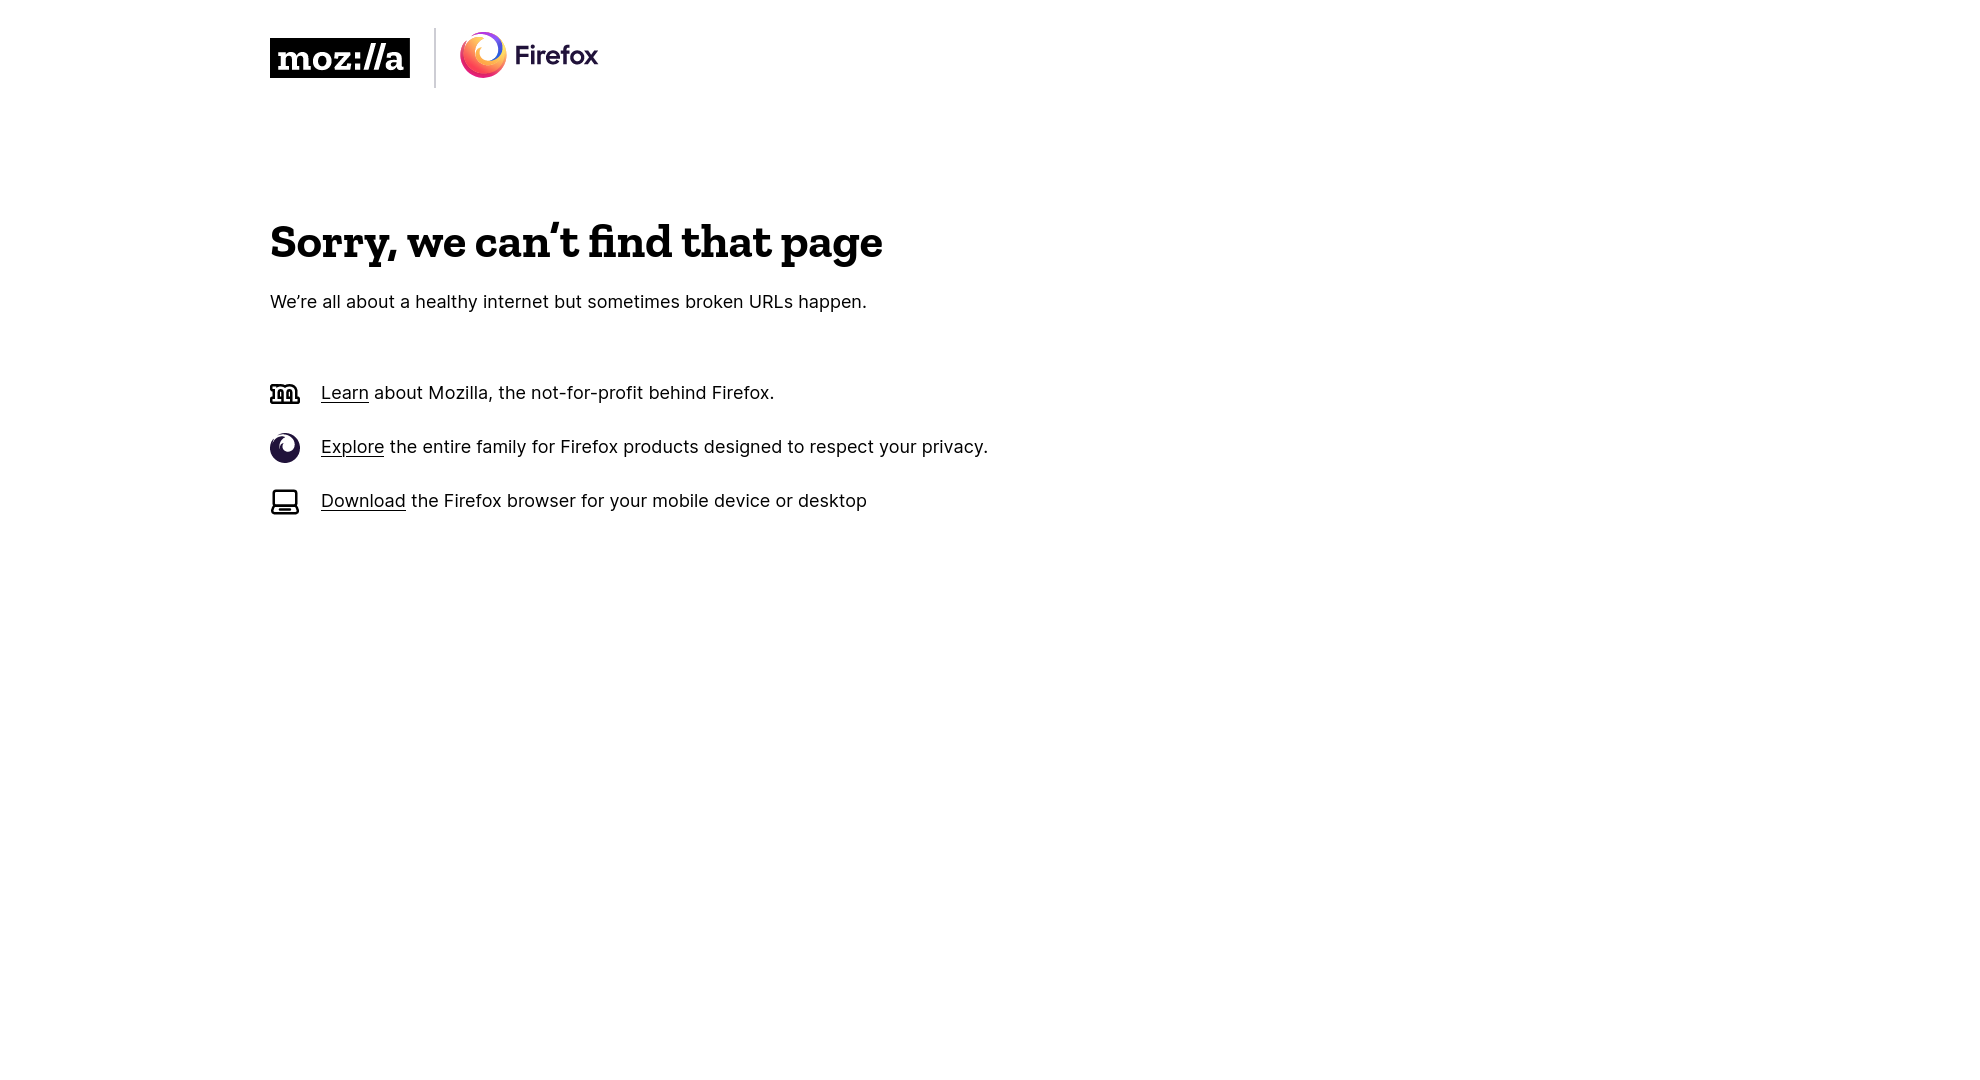 moz://a
Firefox
Sorry, we can‘t find that page
We’re all about a healthy internet but sometimes broken URLs happen.
m
Learn about Mozilla, the not-for-profit behind Firefox.
Explore the entire family for Firefox products designed to respect your privacy.
Download the Firefox browser for your mobile device or desktop